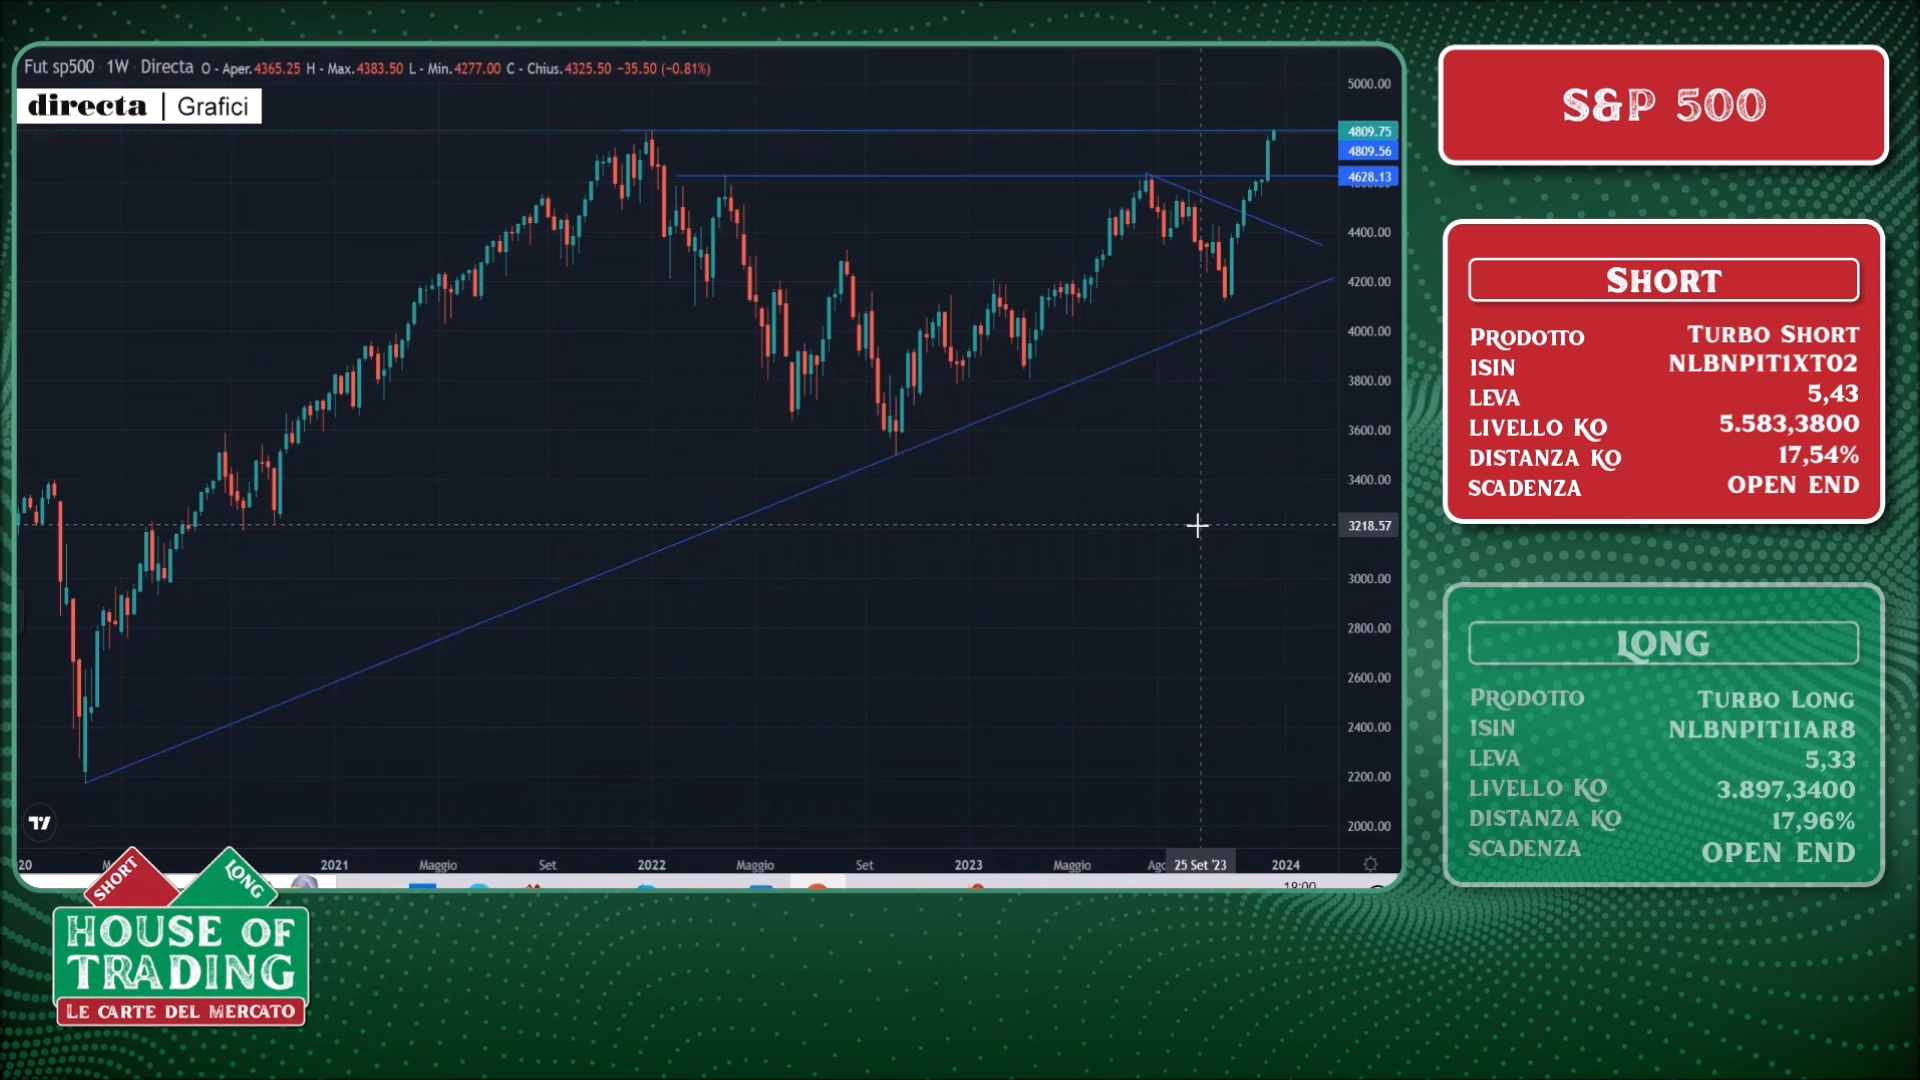 Fut sp500 · 1W · Directa O - Aper.4365.25 H - Max.4383.50 L - Min.4277.00 C - Chius.4325.50 −35.50 (−0.81%)
directa | Grafici
5000.00
4809.75
4809.56
4628.13
4400.00
4200.00
4000.00
3800.00
3600.00
3400.00
3218.57
3000.00
2800.00
2600.00
2400.00
2200.00
2000.00
20
2021
Maggio
Set
2022
Maggio
Set
2023
Maggio
25 Set '23
2024
S&P 500
SHORT
PRODOTTO TURBO SHORT
ISIN NLBNPIT1XT02
LEVA 5,43
LIVELLO KO 5.583,3800
DISTANZA KO 17,54%
SCADENZA OPEN END
LONG
PRODOTTO TURBO LONG
ISIN NLBNPIT1IAR8
LEVA 5,33
LIVELLO KO 3.897,3400
DISTANZA KO 17,96%
SCADENZA OPEN END
SHORT
LONG
HOUSE OF
TRADING
LE CARTE DEL MERCATO